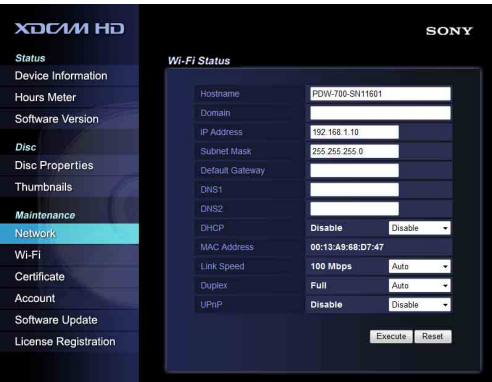 XDCAM HD
SONY
Status
Device Information
Hours Meter
Software Version
Disc
Disc Properties
Thumbnails
Maintenance
Network
Wi-Fi
Certificate
Account
Software Update
License Registration
Wi-Fi Status
Hostname PDW-700-SN11601
Domain
IP Address 192.168.1.10
Subnet Mask 255.255.255.0
Default Gateway
DNS1
DNS2
DHCP Disable Disable
MAC Address 00:13:A9:68:D7:47
Link Speed 100 Mbps Auto
Duplex Full Auto
UPnP Disable Disable
Execute Reset